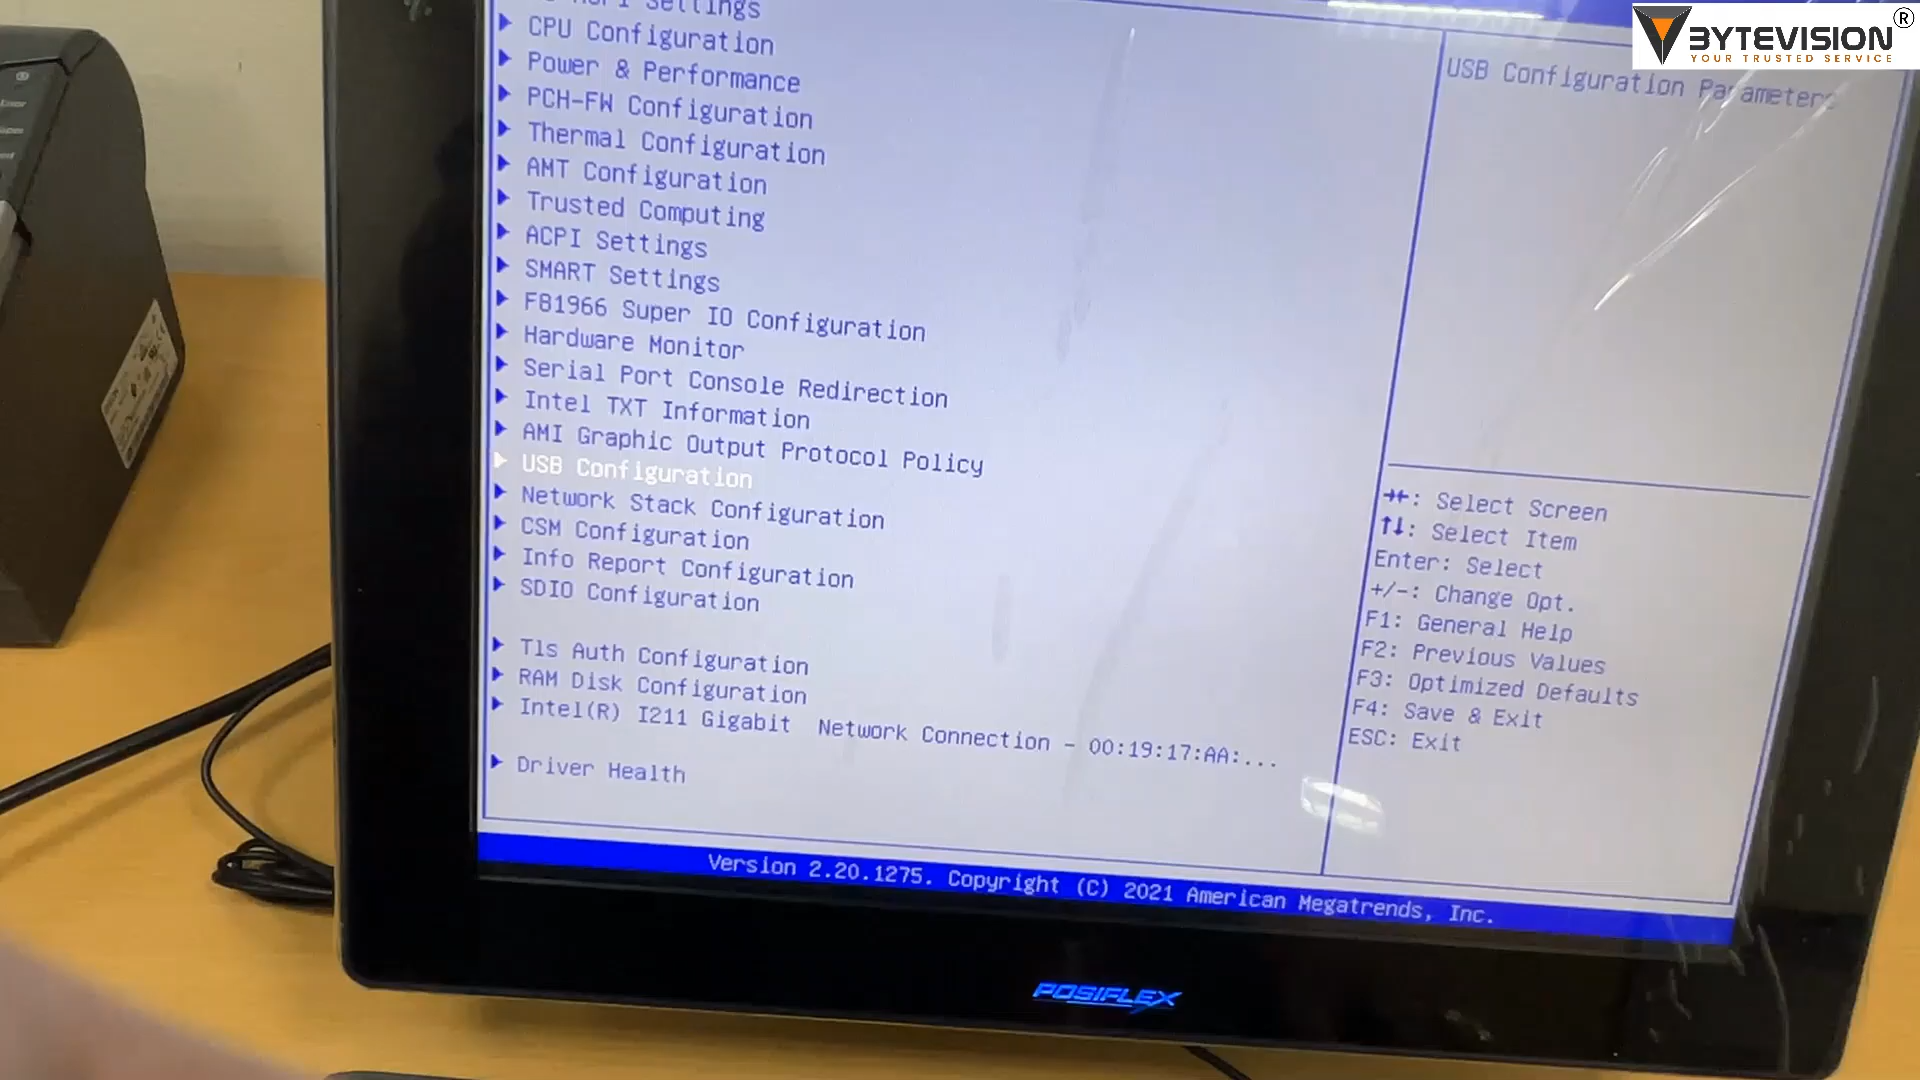 BYTEVISION®
YOUR TRUSTED SERVICE
Settings
CPU Configuration
Power & Performance
PCH-FW Configuration
Thermal Configuration
AMT Configuration
Trusted Computing
ACPI Settings
SMART Settings
F81966 Super IO Configuration
Hardware Monitor
Serial Port Console Redirection
Intel TXT Information
AMI Graphic Output Protocol Policy
USB Configuration
Network Stack Configuration
CSM Configuration
Info Report Configuration
SDIO Configuration
Tls Auth Configuration
RAM Disk Configuration
Intel(R) I211 Gigabit Network Connection - 00:19:17:AA:...
Driver Health
USB Configuration Parameters
→←: Select Screen
↑↓: Select Item
Enter: Select
+/-: Change Opt.
F1: General Help
F2: Previous Values
F3: Optimized Defaults
F4: Save & Exit
ESC: Exit
Version 2.20.1275. Copyright (C) 2021 American Megatrends, Inc.
POSIFLEX